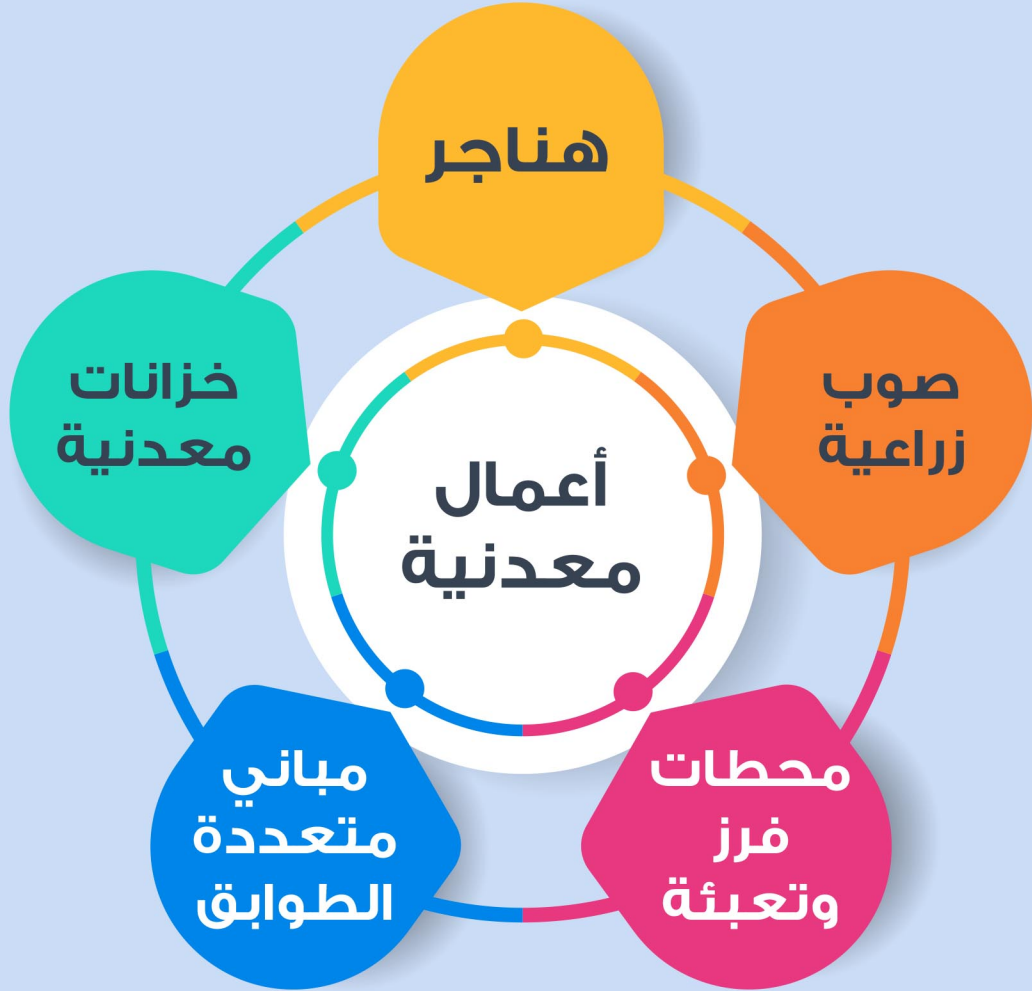 هناجر
صوب
زراعية
محطات
فرز
وتعبئة
مباني
متعددة
الطوابق
خزانات
معدنية
أعمال
معدنية